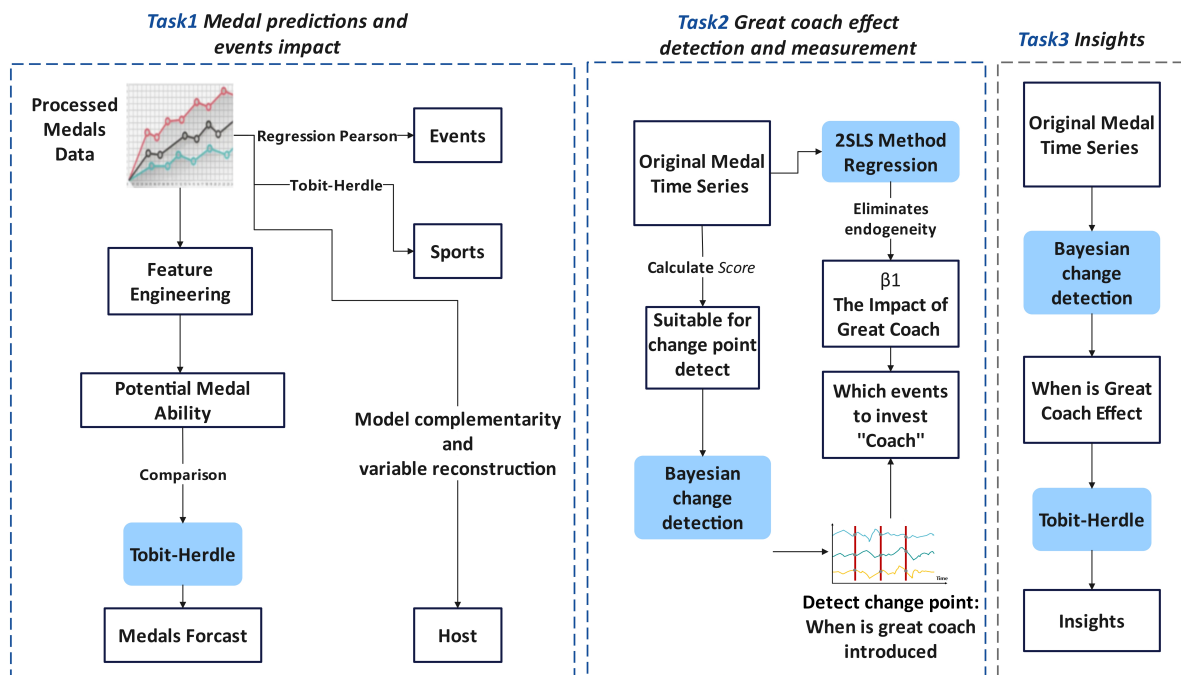 Task1 Medal predictions and
events impact
Processed
Medals
Data
Regression Pearson
Events
Tobit-Herdle
Sports
Feature
Engineering
Potential Medal
Ability
Comparison
Model complementarity
and
variable reconstruction
Tobit-Herdle
Medals Forcast
Host
Task2 Great coach effect
detection and measurement
Original Medal
Time Series
2SLS Method
Regression
Eliminates
endogeneity
Calculate Score
β1
The Impact of
Great Coach
Suitable for
change point
detect
Which events
to invest
"Coach"
Bayesian
change
detection
Time
Detect change point:
When is great coach
introduced
Task3 Insights
Original Medal
Time Series
Bayesian
change
detection
When is Great
Coach Effect
Tobit-Herdle
Insights